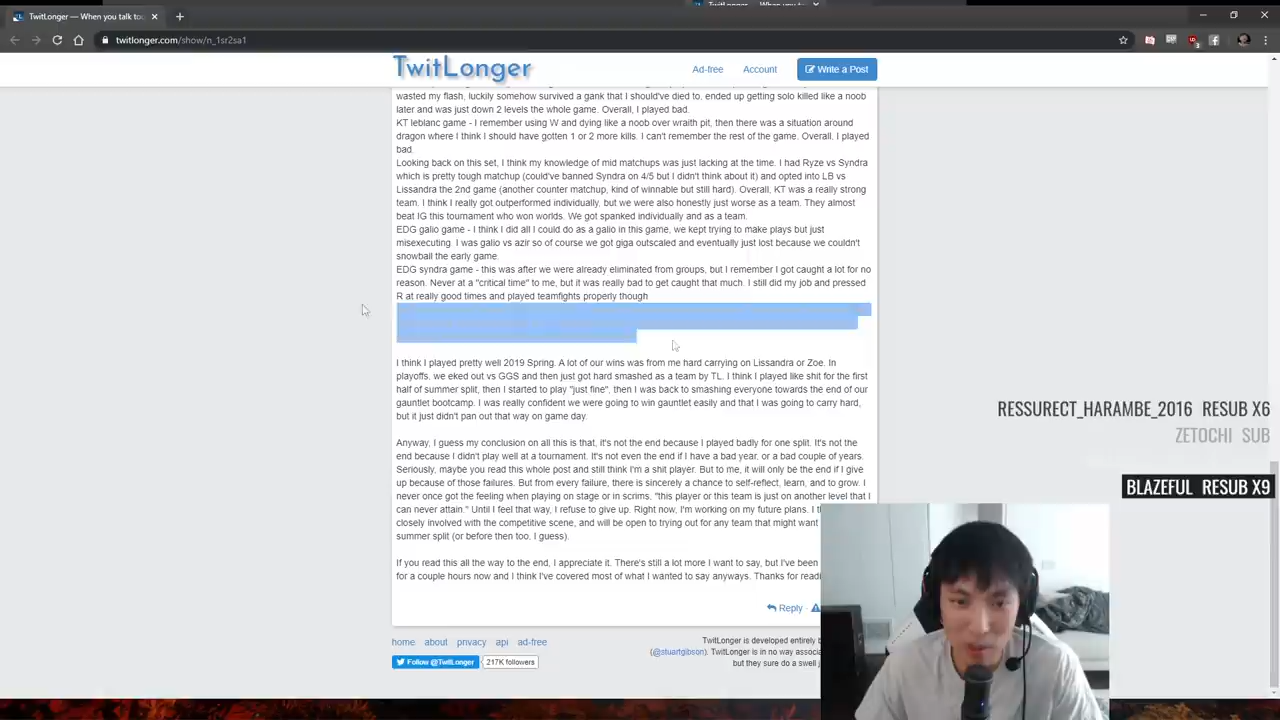 TwitLonger — When you talk too
TwitLonger — When you t
twitlonger.com/show/n_1sr2sa1
TwitLonger
Ad-free
Account
Write a Post
wasted my flash, luckily somehow survived a gank that I should've died to. ended up getting solo killed like a noob
later and was just down 2 levels the whole game. Overall, I played bad.
KT leblanc game - I remember using W and dying like a noob over wraith pit, then there was a situation around
dragon where I think I should have gotten 1 or 2 more kills. I can't remember the rest of the game. Overall, I played
bad.
Looking back on this set, I think my knowledge of mid matchups was just lacking at the time. I had Ryze vs Syndra
which is pretty tough matchup (could've banned Syndra on 4/5 but I didn't think about it) and opted into LB vs
Lissandra the 2nd game (another counter matchup, kind of winnable but still hard). Overall, KT was a really strong
team. I think I really got outperformed individually, but we were also honestly just worse as a team. They almost
beat IG this tournament who won worlds. We got spanked individually and as a team.
EDG galio game - I think I did all I could do as a galio in this game, we kept trying to make plays but just
misexecuting. I was galio vs azir so of course we got giga outscaled and eventually just lost because we couldn't
snowball the early game.
EDG syndra game - this was after we were already eliminated from groups, but I remember I got caught a lot for no
reason. Never at a "critical time" to me, but it was really bad to get caught that much. I still did my job and pressed
R at really good times and played teamfights properly though
I think I played pretty well 2019 Spring. A lot of our wins was from me hard carrying on Lissandra or Zoe. In
playoffs, we eked out vs GGS and then just got hard smashed as a team by TL. I think I played like shit for the first
half of summer split, then I started to play "just fine", then I was back to smashing everyone towards the end of our
gauntlet bootcamp. I was really confident we were going to win gauntlet easily and that I was going to carry hard,
but it just didn't pan out that way on game day.
Anyway, I guess my conclusion on all this is that, it's not the end because I played badly for one split. It's not the
end because I didn't play well at a tournament. It's not even the end if I have a bad year, or a bad couple of years.
Seriously, maybe you read this whole post and still think I'm a shit player. But to me, it will only be the end if I give
up because of those failures. But from every failure, there is sincerely a chance to self-reflect, learn, and to grow. I
never once got the feeling when playing on stage or in scrims, "this player or this team is just on another level that I
can never attain." Until I feel that way, I refuse to give up. Right now, I'm working on my future plans. I
closely involved with the competitive scene, and will be open to trying out for any team that might want
summer split (or before then too, I guess).
If you read this all the way to the end, I appreciate it. There's still a lot more I want to say, but I've been
for a couple hours now and I think I've covered most of what I wanted to say anyways. Thanks for
Reply ·
home about privacy api ad-free
Follow @TwitLonger 217K followers
TwitLonger is developed entirely
(@stuartgibson). TwitLonger is in no way
but they sure do a swell
RESSURECT_HARAMBE_2016 RESUB X6
ZETOCHI SUB
BLAZEFUL RESUB X9